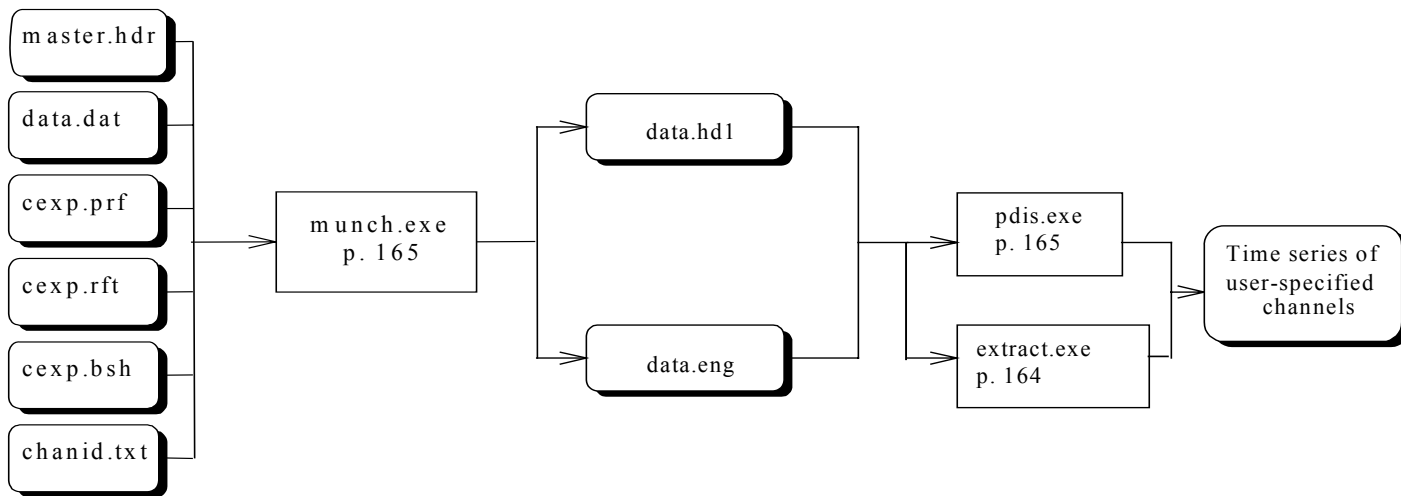 master.hdr
data.dat
cexp.prf
cexp.rft
cexp.bsh
chanid.txt
munch.exe
p. 165
data.hd1
data.eng
pdis.exe
p. 165
extract.exe
p. 164
Time series of
user-specified
channels